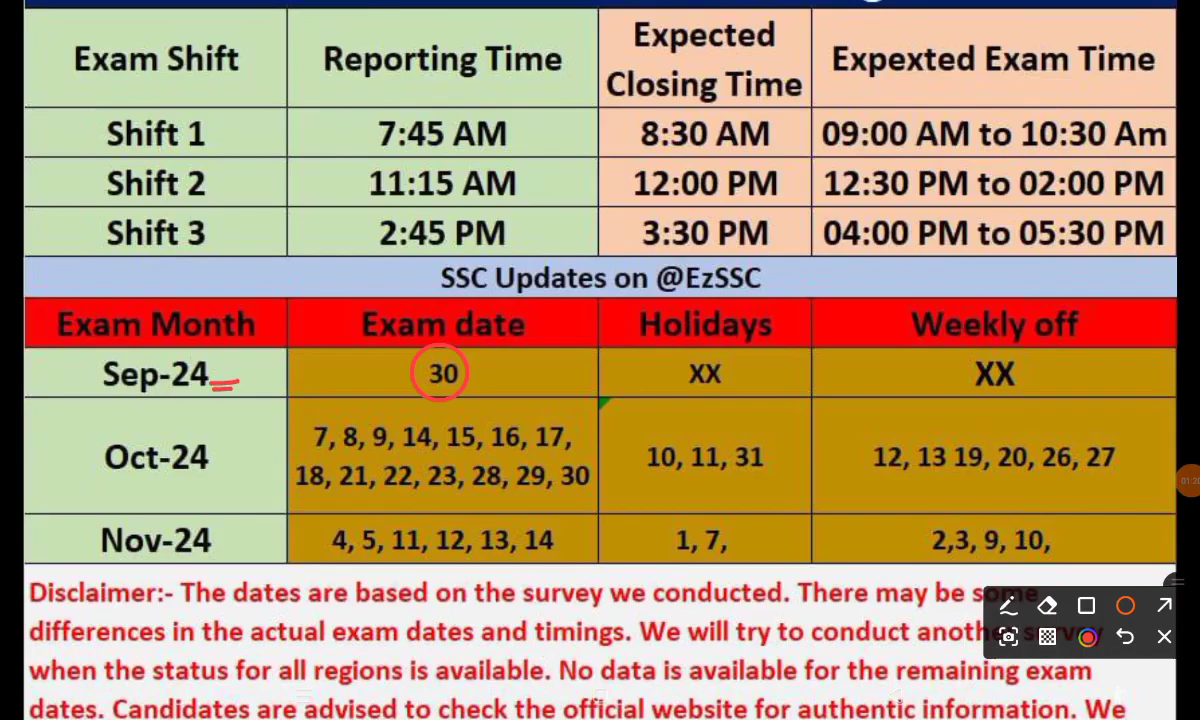 Exam Shift Reporting Time Expected Closing Time Expexted Exam Time
Shift 1 7:45 AM 8:30 AM 09:00 AM to 10:30 Am
Shift 2 11:15 AM 12:00 PM 12:30 PM to 02:00 PM
Shift 3 2:45 PM 3:30 PM 04:00 PM to 05:30 PM
SSC Updates on @EzSSC
Exam Month Exam date Holidays Weekly off
Sep-24 30 XX XX
Oct-24 7, 8, 9, 14, 15, 16, 17, 18, 21, 22, 23, 28, 29, 30 10, 11, 31 12, 13 19, 20, 26, 27
Nov-24 4, 5, 11, 12, 13, 14 1, 7, 2,3, 9, 10,
Disclaimer:- The dates are based on the survey we conducted. There may be some
differences in the actual exam dates and timings. We will try to conduct another survey
when the status for all regions is available. No data is available for the remaining exam
dates. Candidates are advised to check the official website for authentic information. We